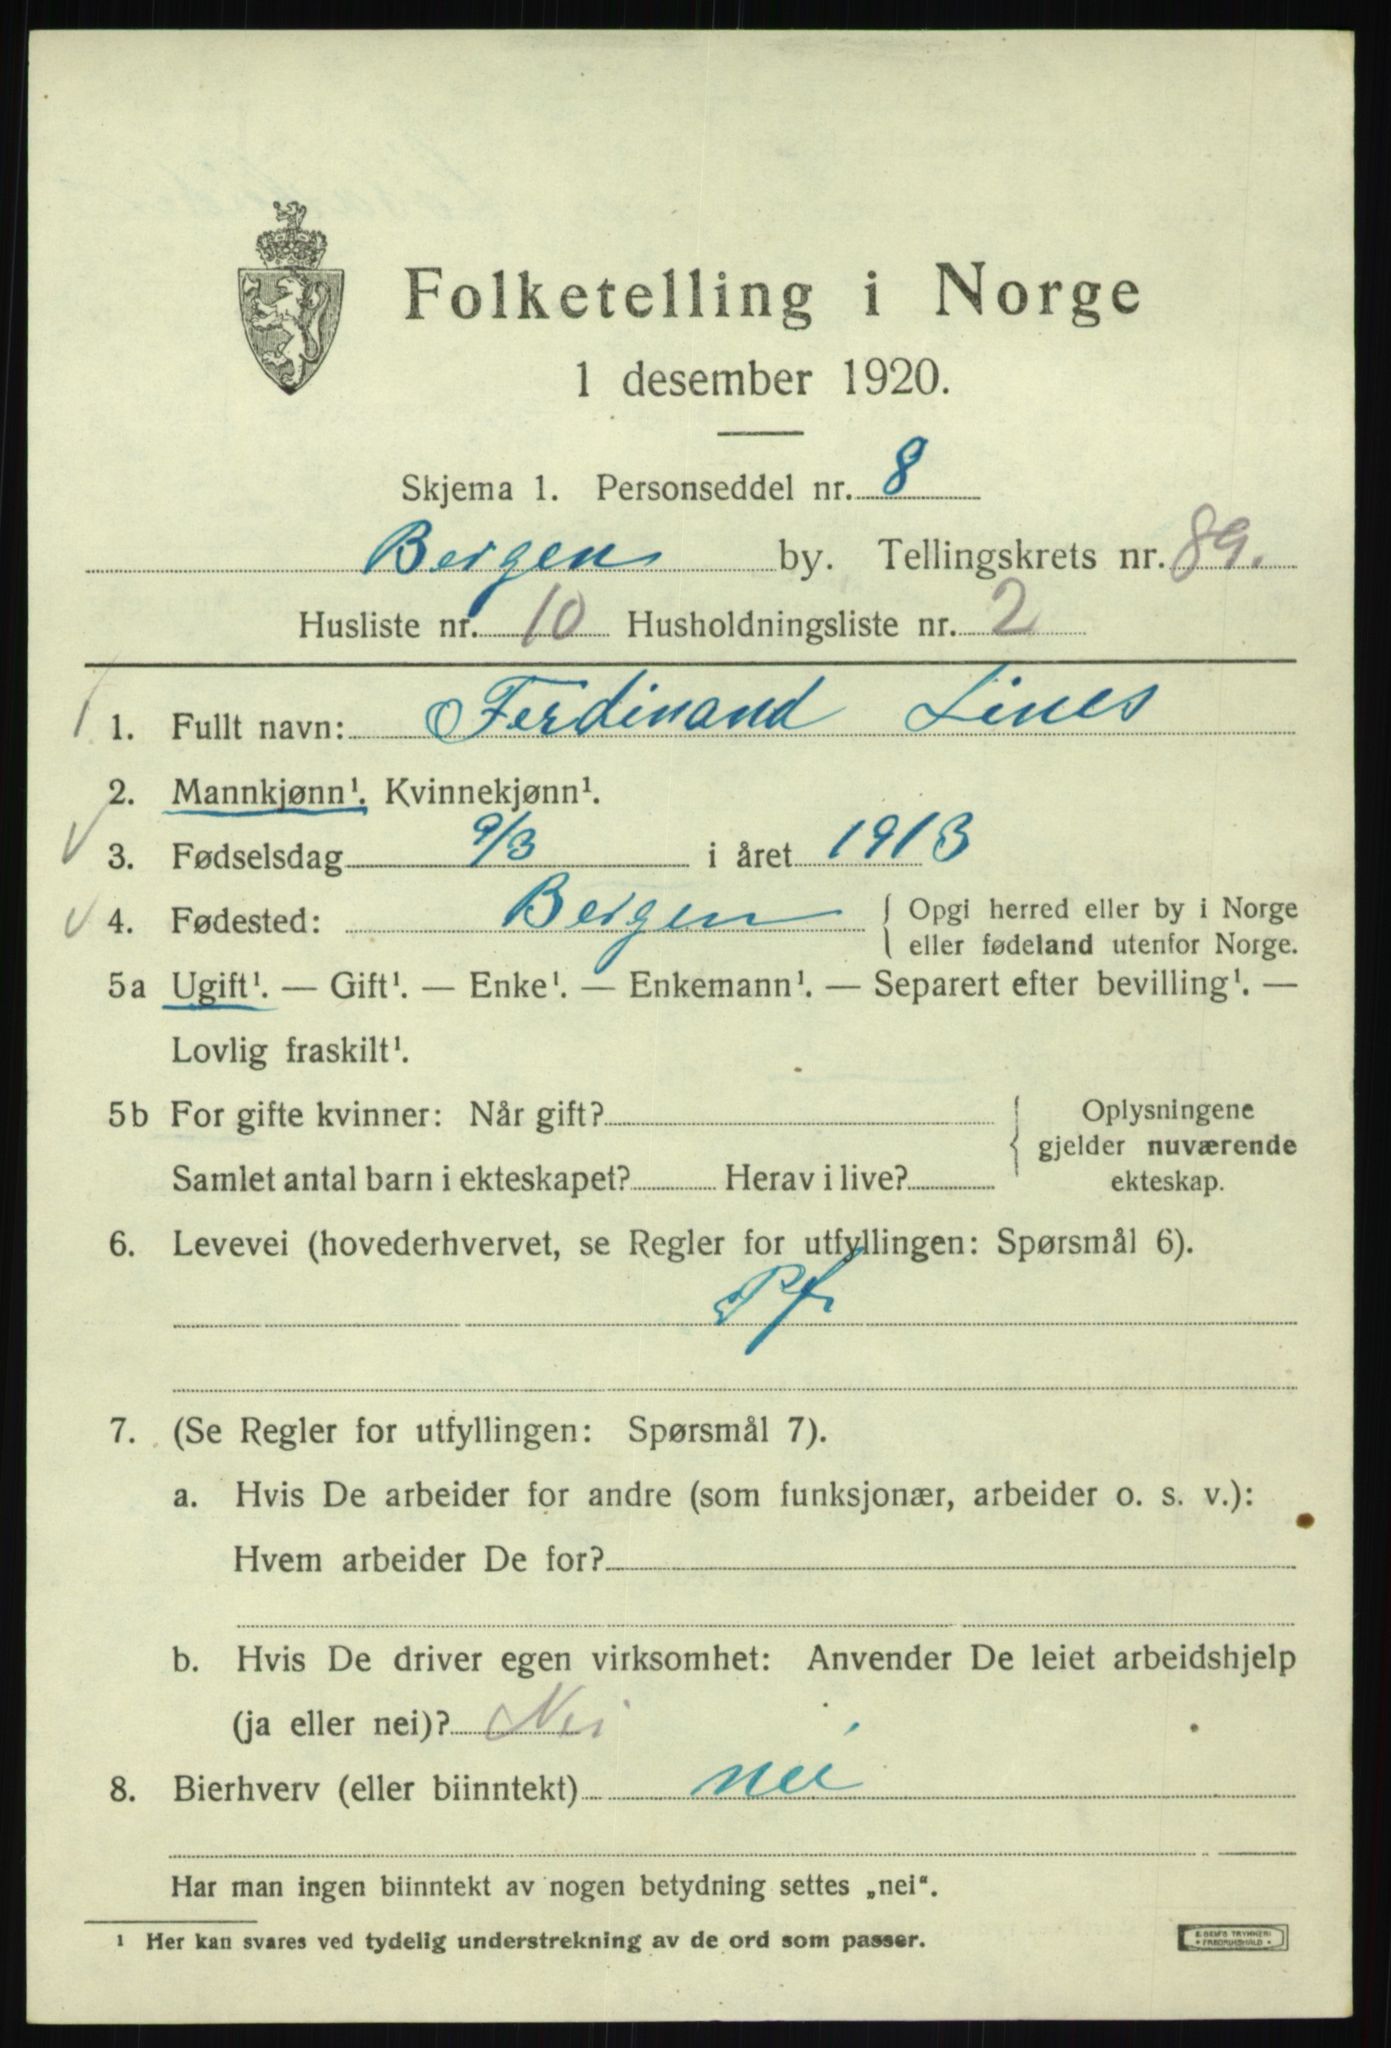 Folketelling i Norge
1 desember 1920.
Skjema 1. Personseddel nr. 8
Bergen by. Tellingskrets nr. 89.
Husliste nr. 10 Husholdningsliste nr. 2
1. Fullt navn: Ferdinand Lines
2. Mannkjønn¹. Kvinnekjønn¹.
3. Fødselsdag 9/3 i året 1913
4. Fødested: Bergen { Opgi herred eller by i Norge
eller fødeland utenfor Norge.
5a Ugift¹. — Gift¹. — Enke¹. — Enkemann¹. — Separert efter bevilling¹. —
Lovlig fraskilt¹.
5b For gifte kvinner: Når gift? { Oplysningene
gjelder nuværende
Samlet antal barn i ekteskapet? Herav i live? ekteskap.
6. Levevei (hovederhvervet, se Regler for utfyllingen: Spørsmål 6).
Pf
7. (Se Regler for utfyllingen: Spørsmål 7).
a. Hvis De arbeider for andre (som funksjonær, arbeider o. s. v.):
Hvem arbeider De for?
b. Hvis De driver egen virksomhet: Anvender De leiet arbeidshjelp
(ja eller nei)? Nei
8. Bierhverv (eller biinntekt) nei
Har man ingen biinntekt av nogen betydning settes „nei“.
¹ Her kan svares ved tydelig understrekning av de ord som passer.
E. SEM'S TRYKKERI
• FREDRIKSHALD •